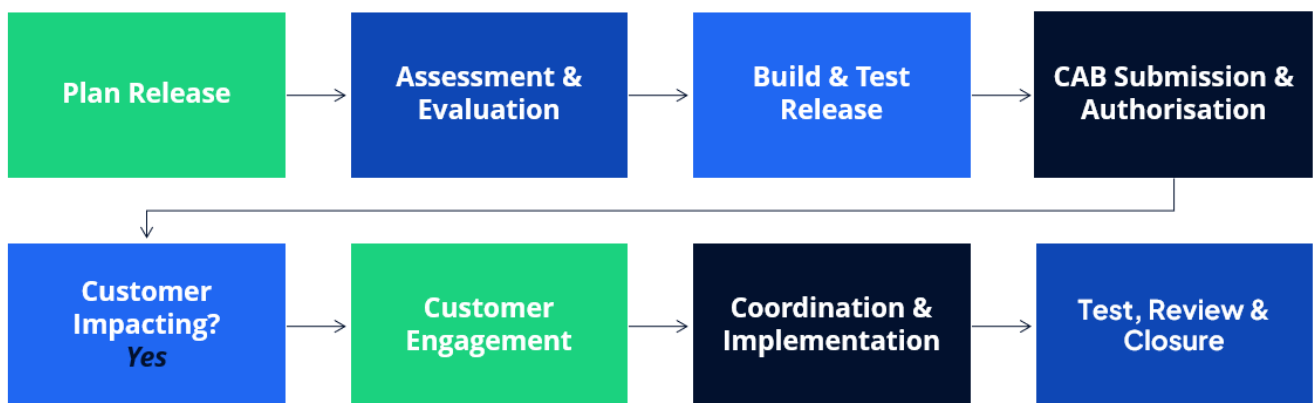 Plan Release
Assessment &
Evaluation
Build & Test
Release
CAB Submission &
Authorisation
Customer
Impacting?
Yes
Customer
Engagement
Coordination &
Implementation
Test, Review &
Closure